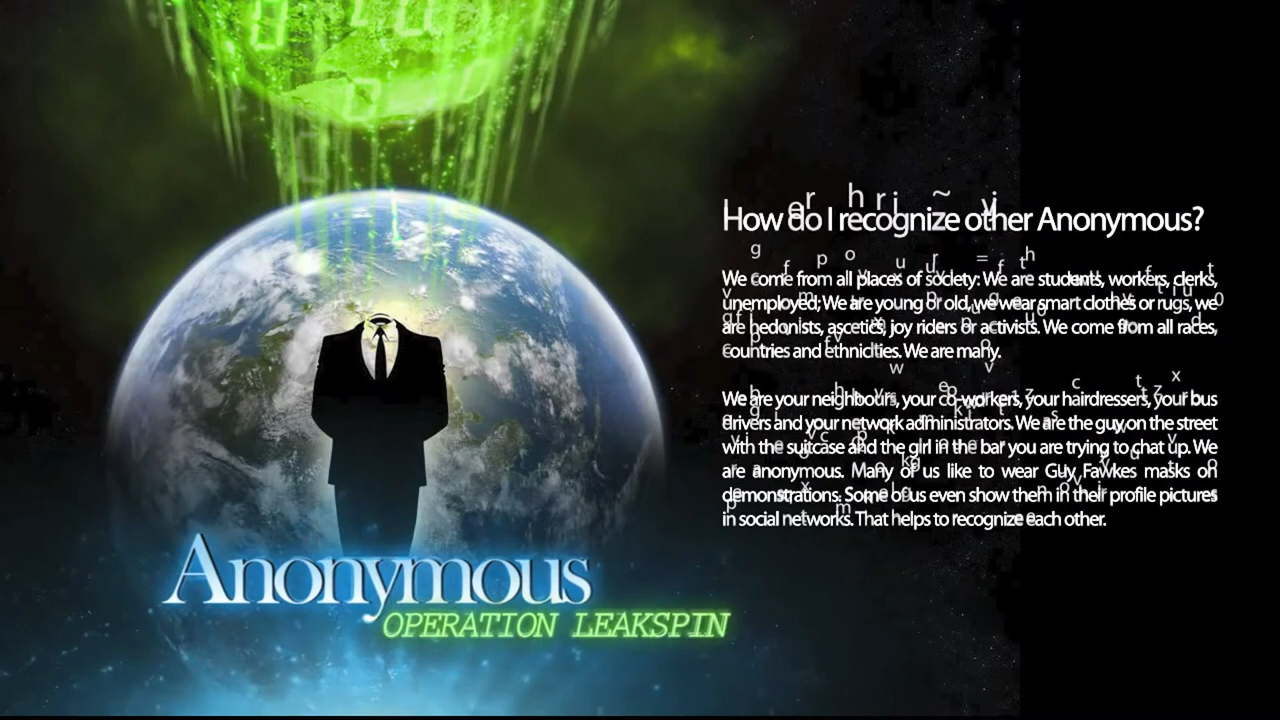 How do I recognize other Anonymous?
We come from all places of society: We are students, workers, clerks,
unemployed; We are young or old, we wear smart clothes or rugs, we
are hedonists, ascetics, joy riders or activists. We come from all races,
countries and ethnicities. We are many.
We are your neighbours, your co-workers, your hairdressers, your bus
drivers and your network administrators. We are the guy on the street
with the suitcase and the girl in the bar you are trying to chat up. We
are anonymous. Many of us like to wear Guy Fawkes masks on
demonstrations. Some of us even show them in their profile pictures
in social networks. That helps to recognize each other.
Anonymous
OPERATION LEAKSPIN